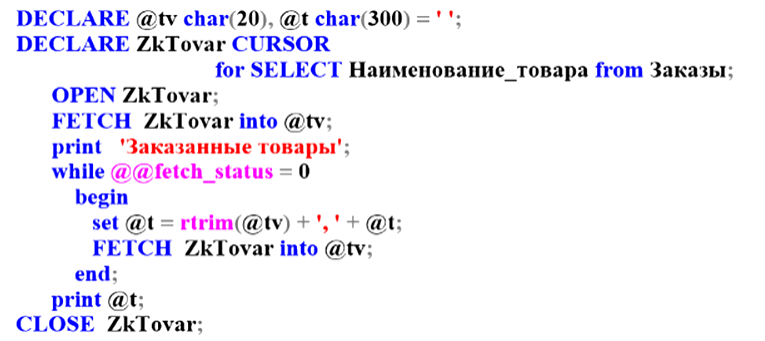 DECLARE @tv char(20), @t char(300) = ' ';
DECLARE ZkTovar CURSOR
for SELECT Наименование_товара from Заказы;
OPEN ZkTovar;
FETCH ZkTovar into @tv;
print 'Заказанные товары';
while @@fetch_status = 0
begin
set @t = rtrim(@tv) + ', ' + @t;
FETCH ZkTovar into @tv;
end;
print @t;
CLOSE ZkTovar;